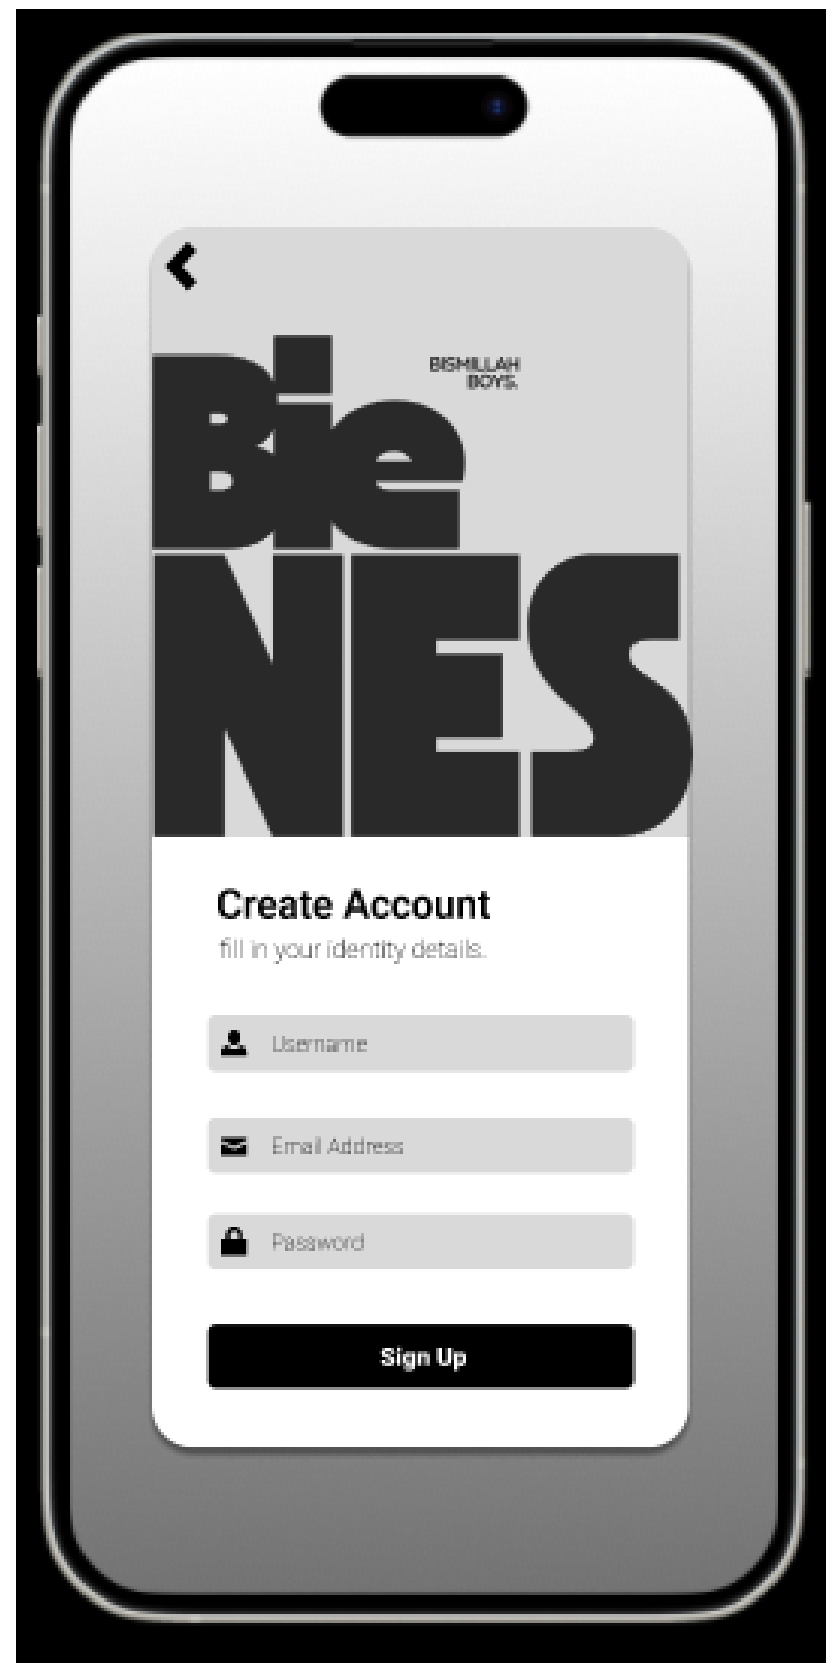 Bie
BISMILLAH
BOYS.
NES
Create Account
fill in your identity details.
Username
Email Address
Password
Sign Up